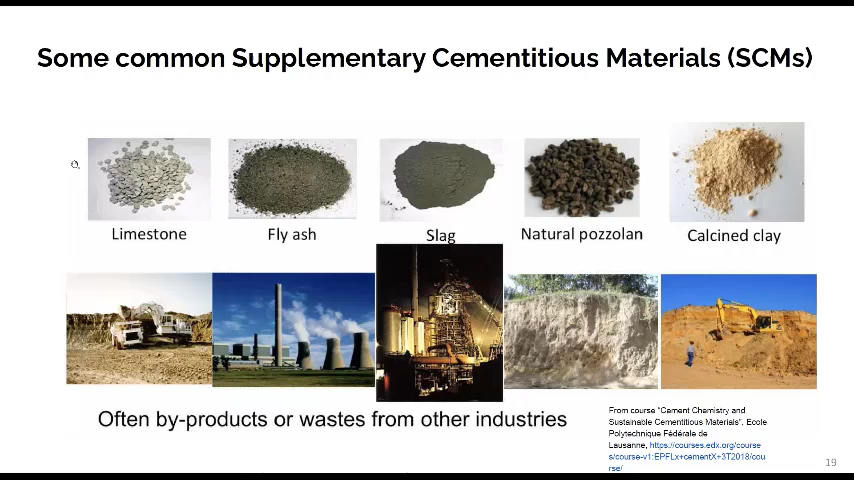 Some common Supplementary Cementitious Materials (SCMs)
Limestone
Fly ash
Slag
Natural pozzolan
Calcined clay
Often by-products or wastes from other industries
From course "Cement Chemistry and
Sustainable Cementitious Materials". Ecole
Polytechnique Fédérale de
Lausanne, https://courses.edx.org/course
s/course-v1:EPFLx+cementX+3T2018/cou
rse/
19